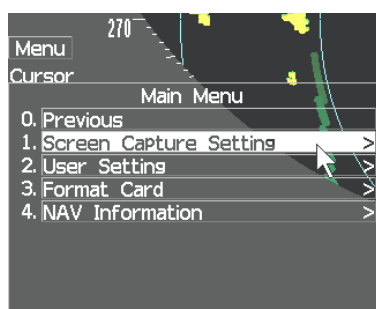 270
Menu
Cursor
Main Menu
0. Previous
1. Screen Capture Setting >
2. User Setting >
3. Format Card >
4. NAV Information >